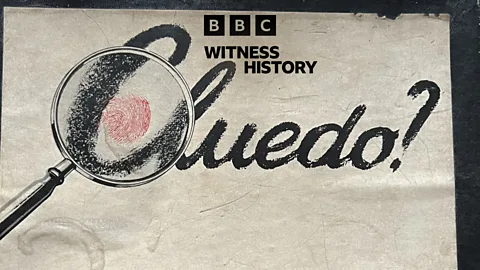 BBC
WITNESS
HISTORY
Cluedo?